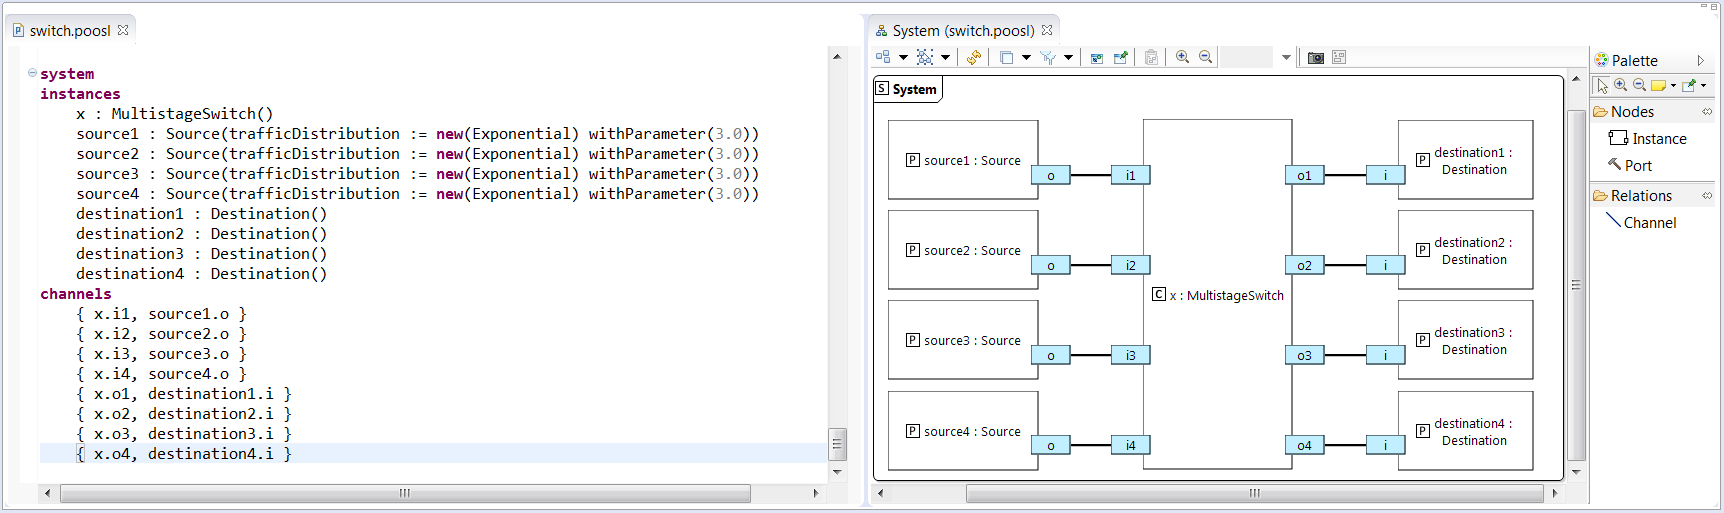 switch.poosl
system
instances
x : MultistageSwitch()
source1 : Source(trafficDistribution := new(Exponential) withParameter(3.0))
source2 : Source(trafficDistribution := new(Exponential) withParameter(3.0))
source3 : Source(trafficDistribution := new(Exponential) withParameter(3.0))
source4 : Source(trafficDistribution := new(Exponential) withParameter(3.0))
destination1 : Destination()
destination2 : Destination()
destination3 : Destination()
destination4 : Destination()
channels
{ x.i1, source1.o }
{ x.i2, source2.o }
{ x.i3, source3.o }
{ x.i4, source4.o }
{ x.o1, destination1.i }
{ x.o2, destination2.i }
{ x.o3, destination3.i }
{ x.o4, destination4.i }
System (switch.poosl)
S System
P source1 : Source
o
i1
o1
i
P destination1 :
Destination
P source2 : Source
o
i2
o2
i
P destination2 :
Destination
C x : MultistageSwitch
P source3 : Source
o
i3
o3
i
P destination3 :
Destination
P source4 : Source
o
i4
o4
i
P destination4 :
Destination
Palette
Nodes
Instance
Port
Relations
Channel